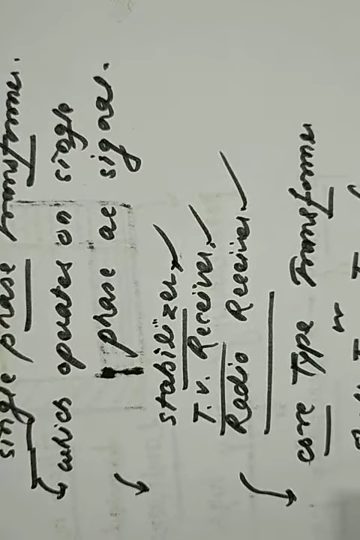 single phase Transformer.
which operates on single
phase ac signal.
stabilizer
T.V. Receiver
Radio Receiver
core Type Transformer